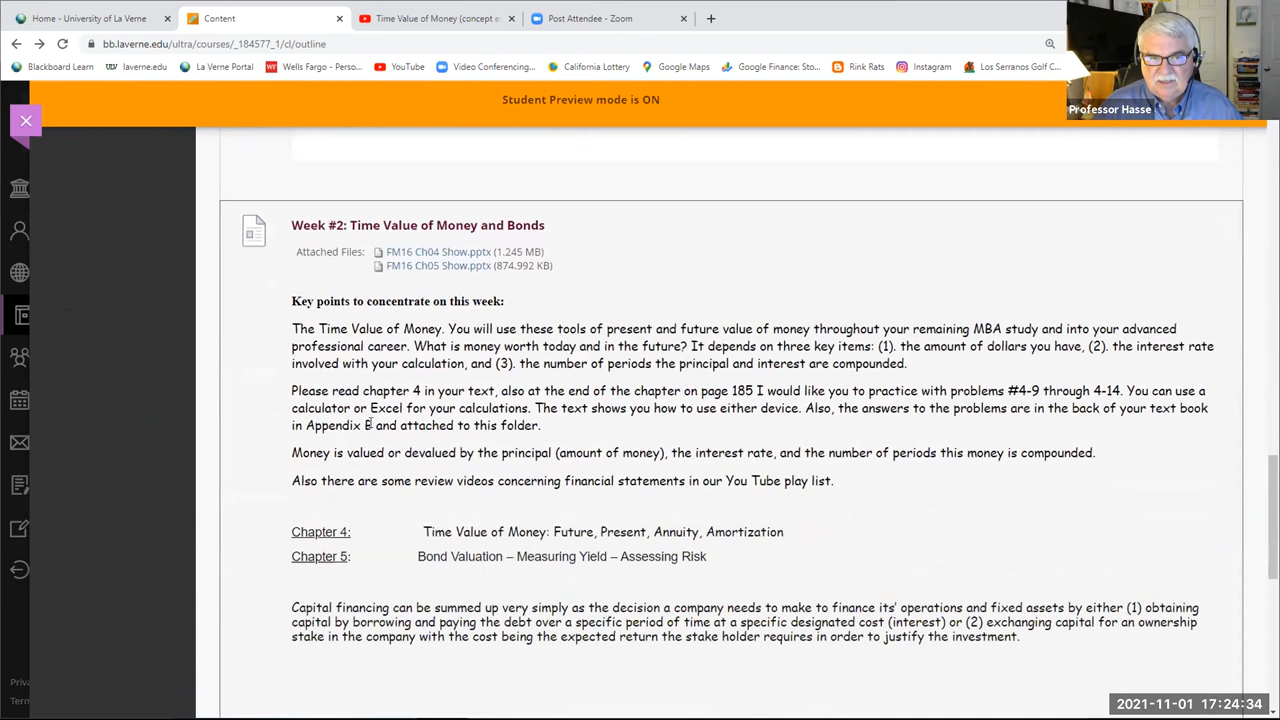 Home - University of La Verne
Content
Time Value of Money (concept e
Post Attendee - Zoom
bb.laverne.edu/ultra/courses/_184577_1/cl/outline
Blackboard Learn
laverne.edu
La Verne Portal
Wells Fargo - Perso...
YouTube
Video Conferencing...
California Lottery
Google Maps
Google Finance: Sto...
Rink Rats
Instagram
Los Serranos Golf C...
Student Preview mode is ON
Professor Hasse
Week #2: Time Value of Money and Bonds
Attached Files: FM16 Ch04 Show.pptx (1.245 MB)
FM16 Ch05 Show.pptx (874.992 KB)
Key points to concentrate on this week:
The Time Value of Money. You will use these tools of present and future value of money throughout your remaining MBA study and into your advanced
professional career. What is money worth today and in the future? It depends on three key items: (1). the amount of dollars you have, (2). the interest rate
involved with your calculation, and (3). the number of periods the principal and interest are compounded.
Please read chapter 4 in your text, also at the end of the chapter on page 185 I would like you to practice with problems #4-9 through 4-14. You can use a
calculator or Excel for your calculations. The text shows you how to use either device. Also, the answers to the problems are in the back of your text book
in Appendix and attached to this folder.
Money is valued or devalued by the principal (amount of money), the interest rate, and the number of periods this money is compounded.
Also there are some review videos concerning financial statements in our You Tube play list.
Chapter 4: Time Value of Money: Future, Present, Annuity, Amortization
Chapter 5: Bond Valuation – Measuring Yield – Assessing Risk
Capital financing can be summed up very simply as the decision a company needs to make to finance its' operations and fixed assets by either (1) obtaining
capital by borrowing and paying the debt over a specific period of time at a specific designated cost (interest) or (2) exchanging capital for an ownership
stake in the company with the cost being the expected return the stake holder requires in order to justify the investment.
Priva
Term
2021-11-01 17:24:34